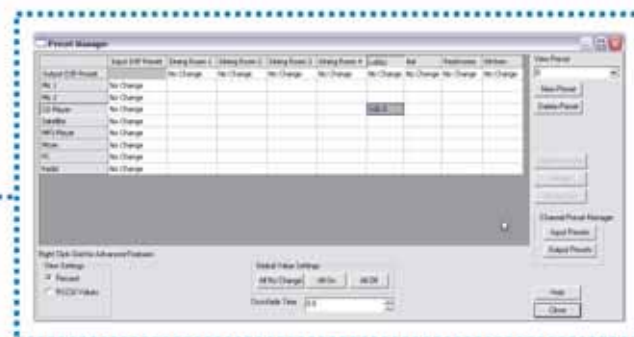 Preset Manager
Input DSP Preset Dining Room 1 Dining Room 2 Dining Room 3 Dining Room 4 Lobby Bar Restrooms Kitchen View Preset
Output DSP Preset No Change No Change No Change No Change No Change No Change No Change No Change
Mic 1 No Change New Preset
Mic 2 No Change Delete Preset
CD Player No Change
Satellite No Change
MP3 Player No Change
No Change
PC No Change
No Change
Channel Preset Manager
Input Presets
Output Presets
Right Click Grid for Advanced Features
View Settings Global Value Settings
Percent All No Change All On All Off
Values Crossfade Time 0.0
Help
Close